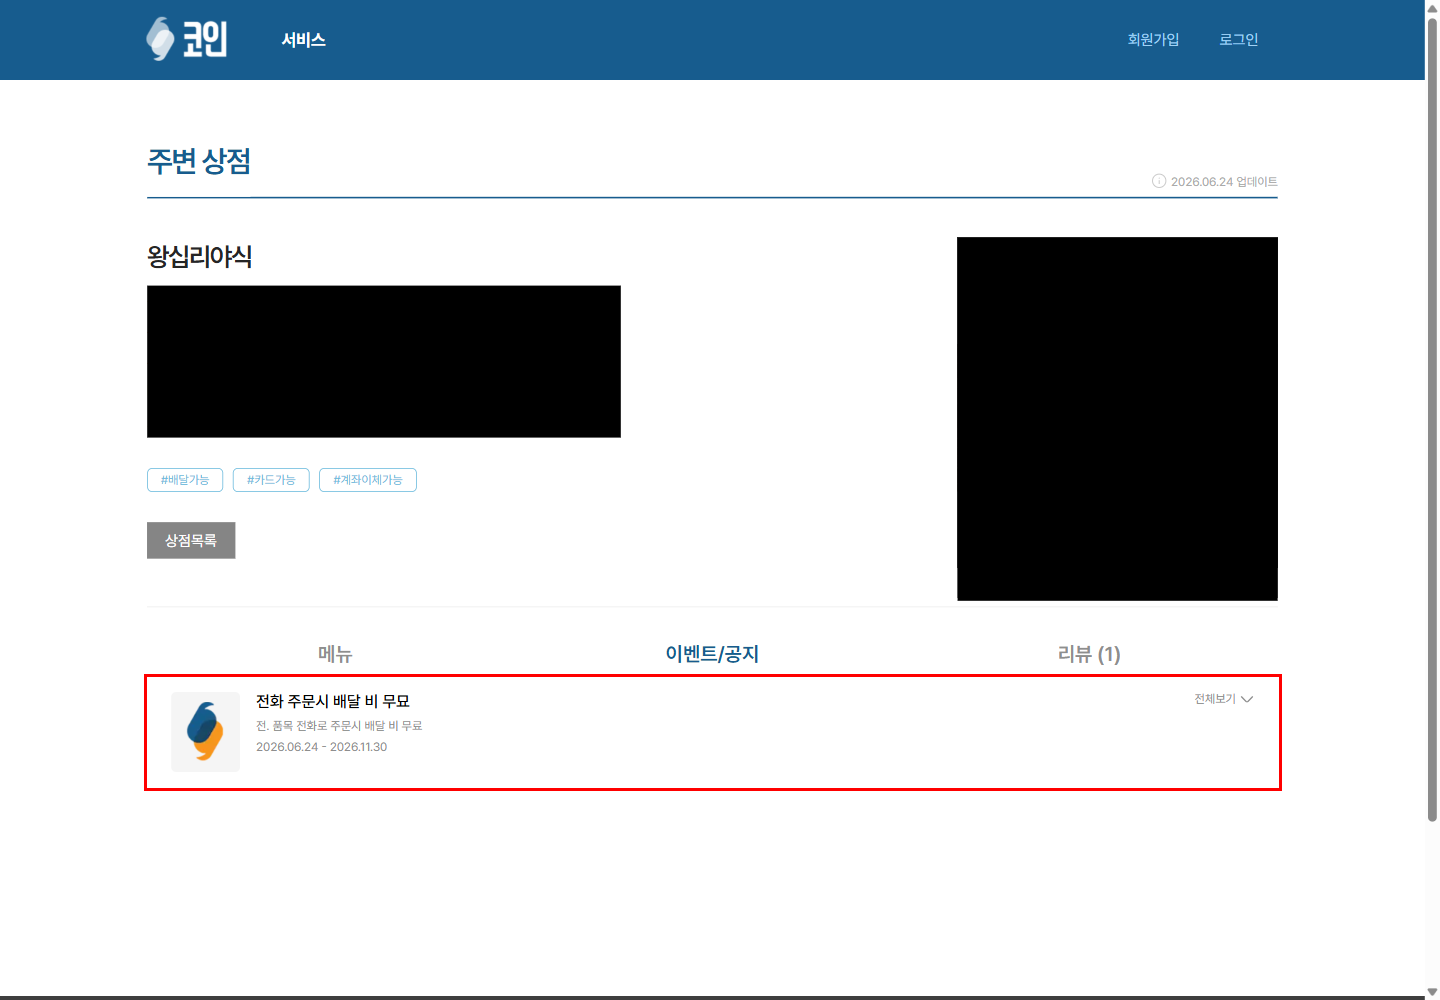 코인
서비스
회원가입
로그인
주변 상점
2026.06.24 업데이트
왕십리야식
#배달가능
#카드가능
#계좌이체가능
상점목록
메뉴
이벤트/공지
리뷰 (1)
전화 주문시 배달 비 무묘
전체보기
전. 품목 전화로 주문시 배달 비 무료
2026.06.24 - 2026.11.30